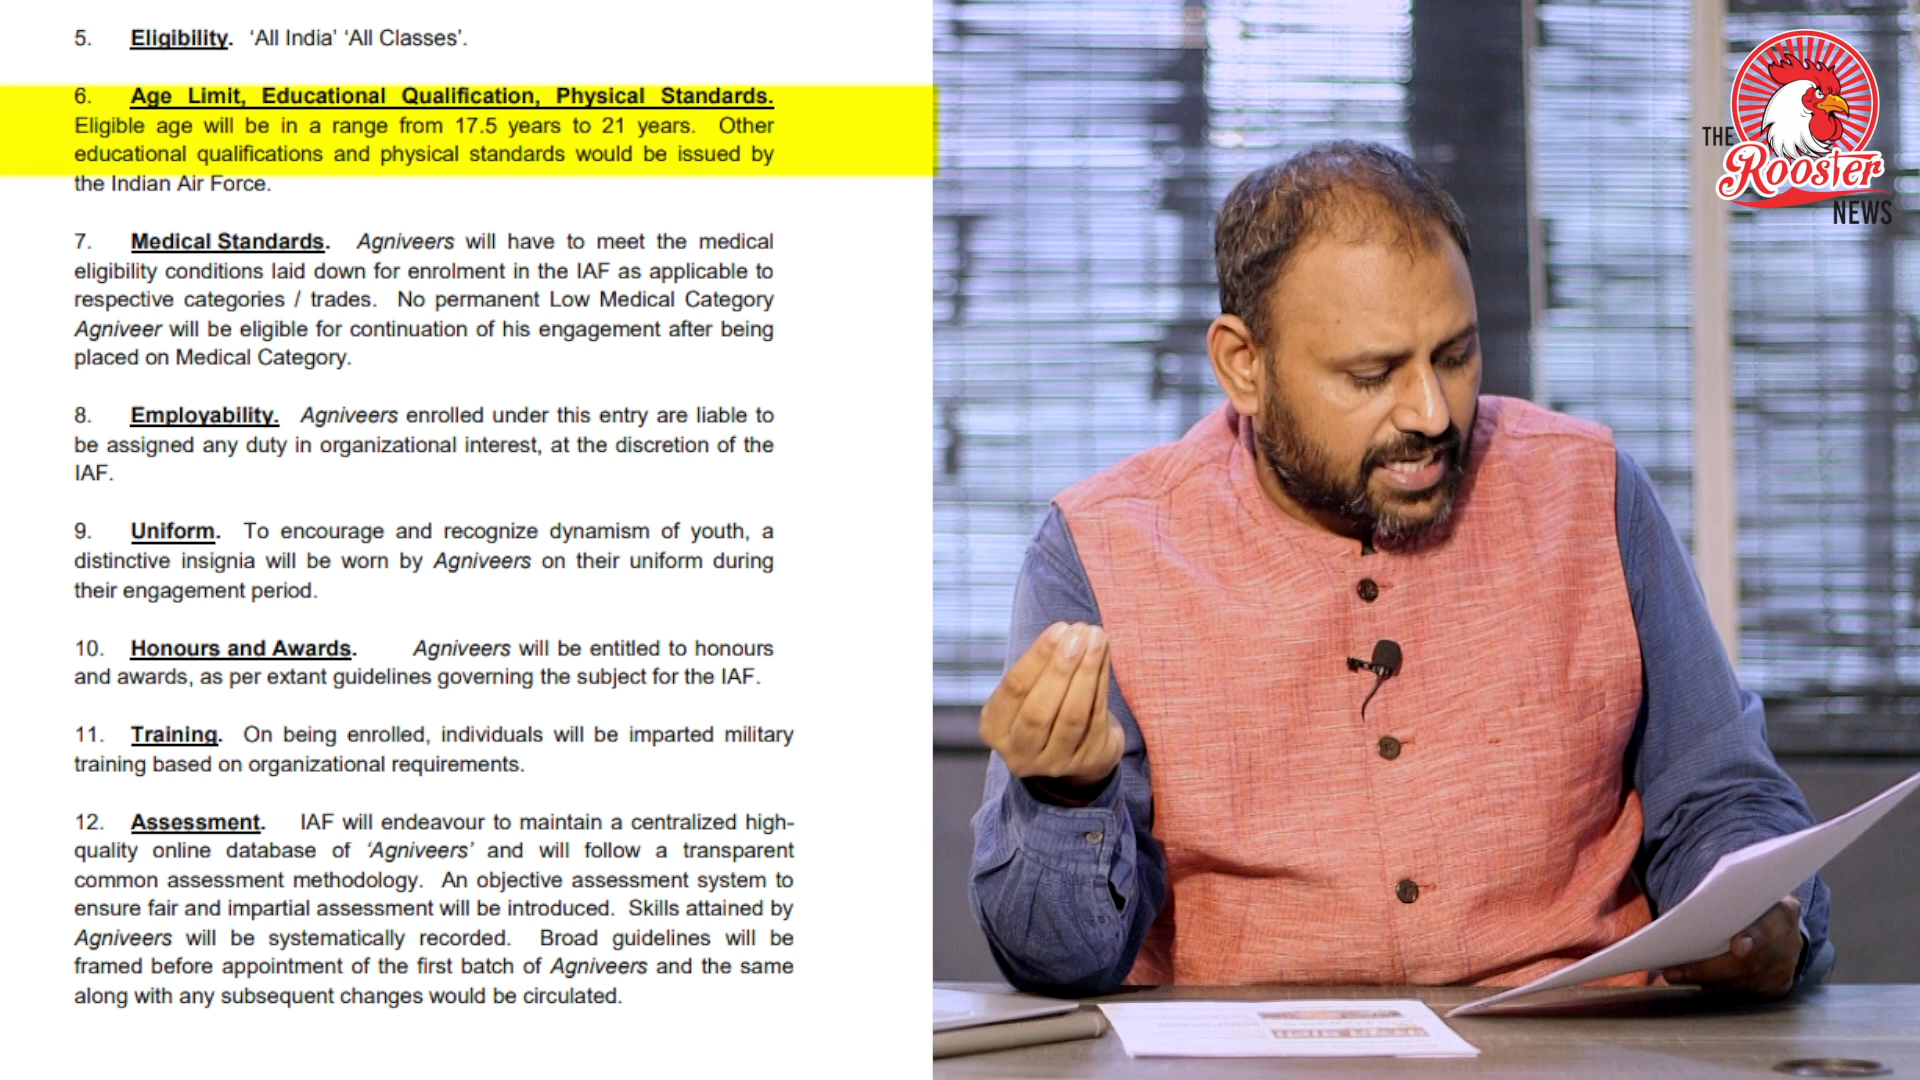 5. Eligibility. ‘All India’ ‘All Classes’.
6. Age Limit, Educational Qualification, Physical Standards.
Eligible age will be in a range from 17.5 years to 21 years. Other
educational qualifications and physical standards would be issued by
the Indian Air Force.
7. Medical Standards. Agniveers will have to meet the medical
eligibility conditions laid down for enrolment in the IAF as applicable to
respective categories / trades. No permanent Low Medical Category
Agniveer will be eligible for continuation of his engagement after being
placed on Medical Category.
8. Employability. Agniveers enrolled under this entry are liable to
be assigned any duty in organizational interest, at the discretion of the
IAF.
9. Uniform. To encourage and recognize dynamism of youth, a
distinctive insignia will be worn by Agniveers on their uniform during
their engagement period.
10. Honours and Awards. Agniveers will be entitled to honours
and awards, as per extant guidelines governing the subject for the IAF.
11. Training. On being enrolled, individuals will be imparted military
training based on organizational requirements.
12. Assessment. IAF will endeavour to maintain a centralized high-
quality online database of ‘Agniveers’ and will follow a transparent
common assessment methodology. An objective assessment system to
ensure fair and impartial assessment will be introduced. Skills attained by
Agniveers will be systematically recorded. Broad guidelines will be
framed before appointment of the first batch of Agniveers and the same
along with any subsequent changes would be circulated.
THE
Rooster
NEWS